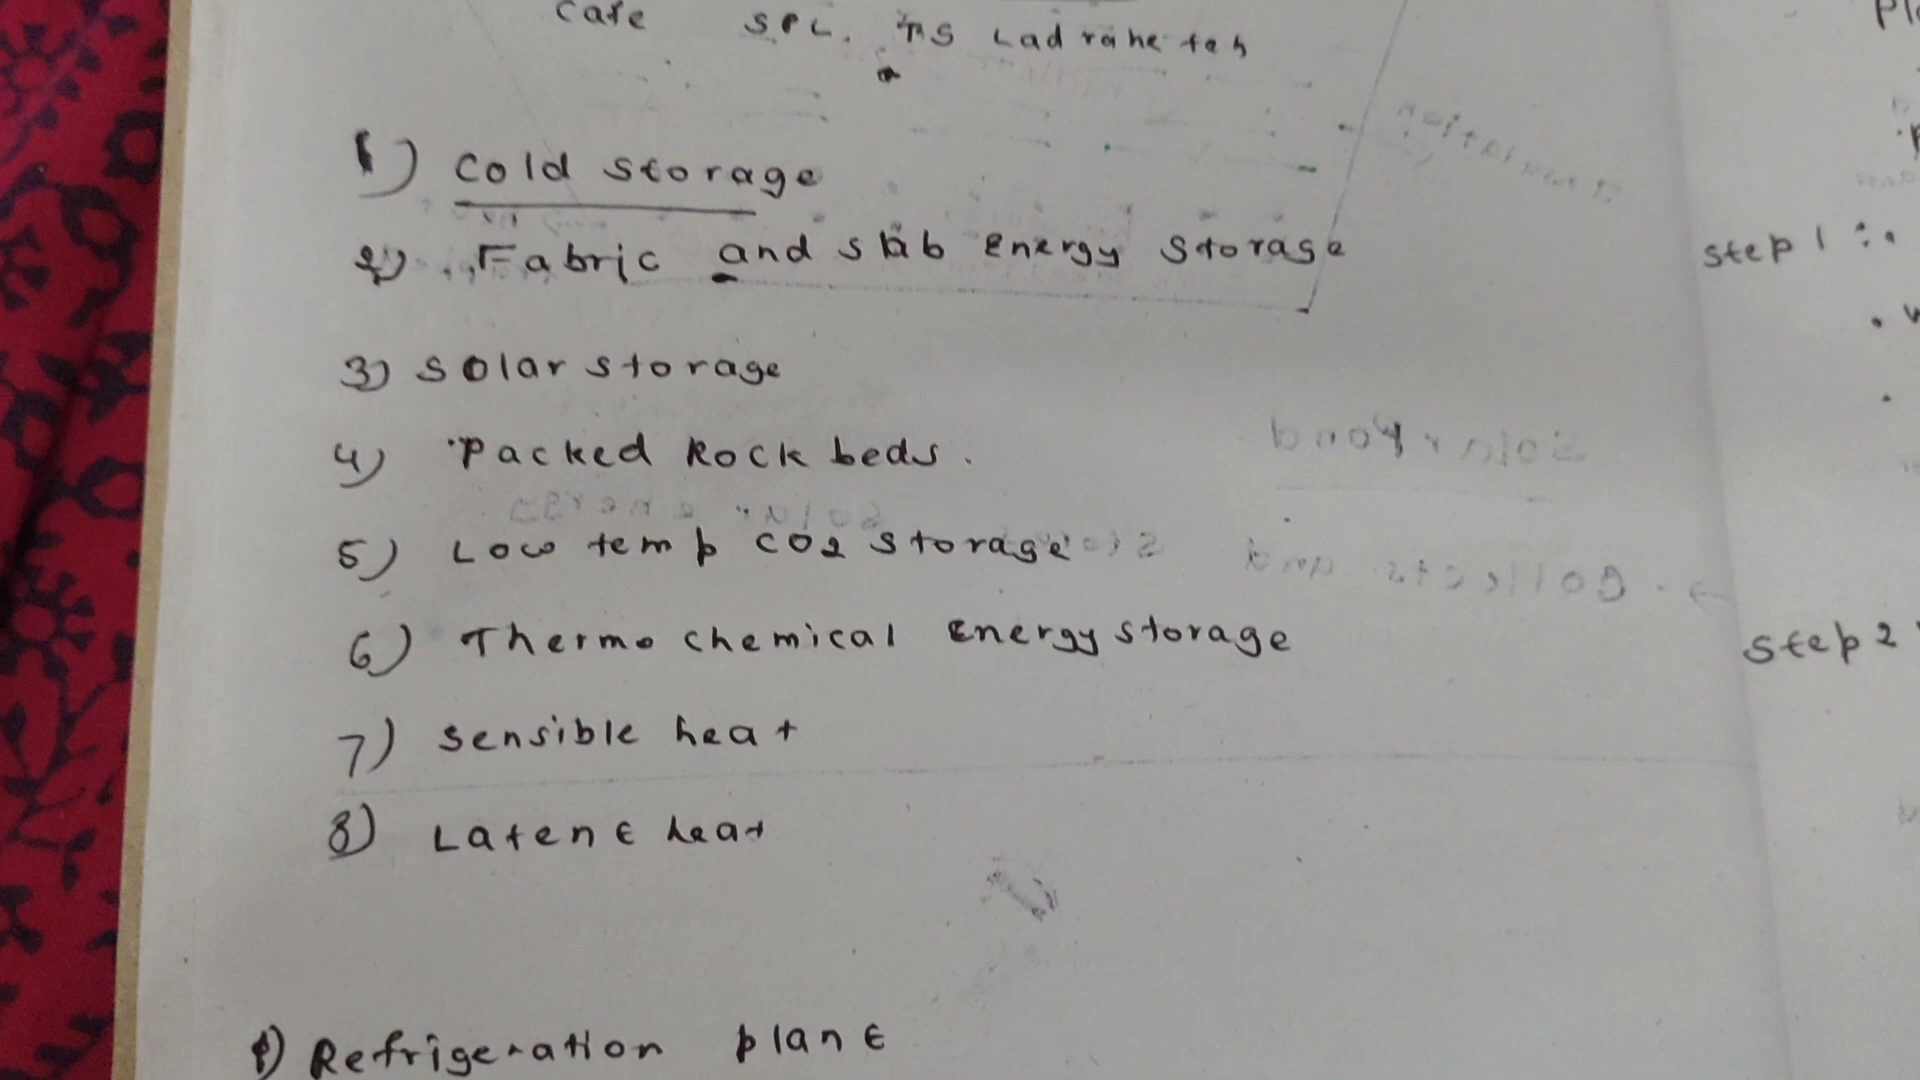 1) Cold storage
2) Fabric and slab Energy Storage
3) Solar storage
4) Packed Rock beds.
5) Low temp CO2 storage
6) Thermo chemical Energy storage
7) Sensible heat
8) Latent heat
1) Refrigeration plant
Step 1 :.
Step 2